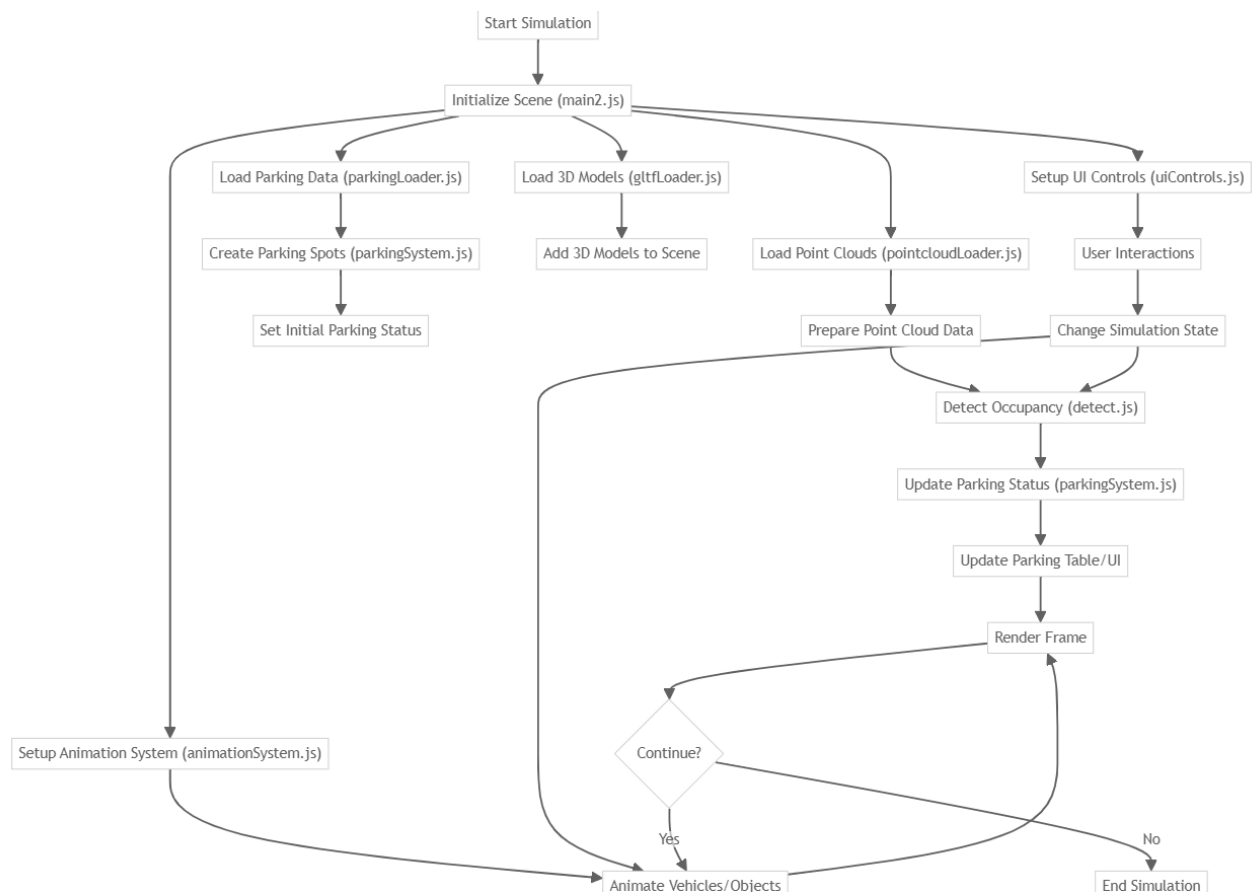 Start Simulation
Initialize Scene (main2.js)
Load Parking Data (parkingLoader.js)
Load 3D Models (gltfLoader.js)
Setup UI Controls (uiControls.js)
Create Parking Spots (parkingSystem.js)
Add 3D Models to Scene
Load Point Clouds (pointcloudLoader.js)
User Interactions
Set Initial Parking Status
Prepare Point Cloud Data
Change Simulation State
Detect Occupancy (detect.js)
Update Parking Status (parkingSystem.js)
Update Parking Table/UI
Render Frame
Setup Animation System (animationSystem.js)
Continue?
Yes
No
Animate Vehicles/Objects
End Simulation